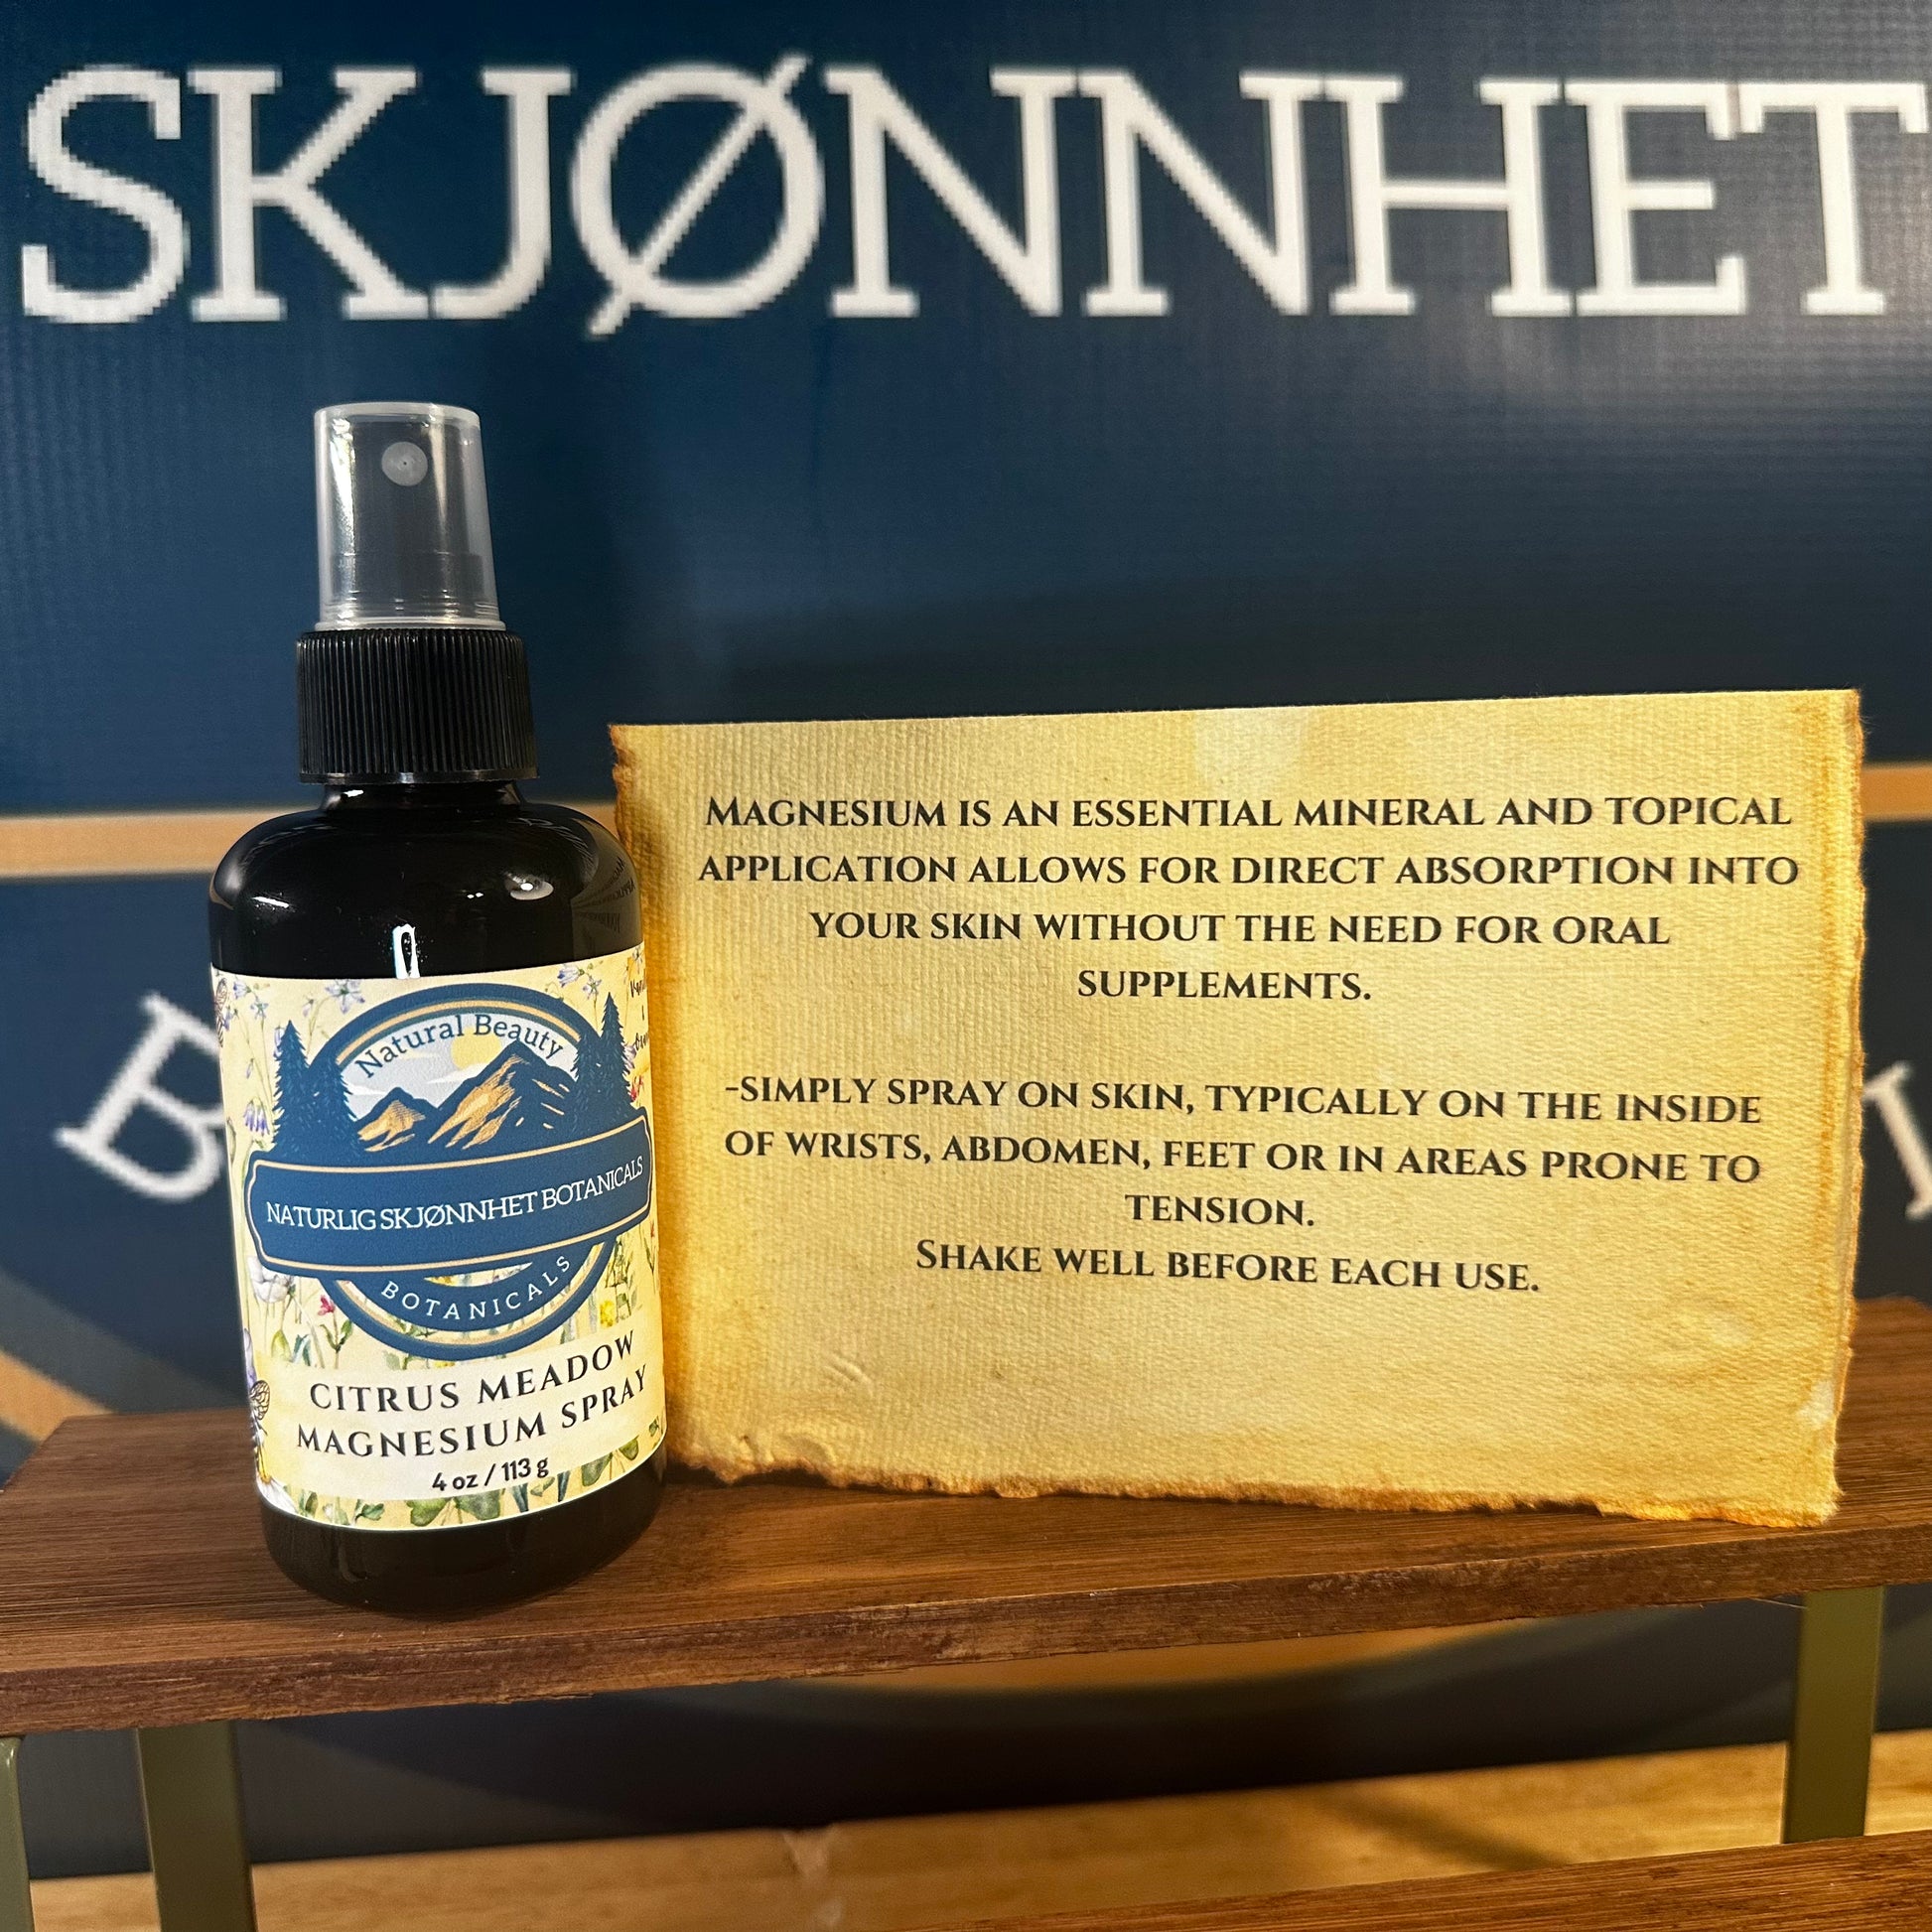 SKJØNNHET
MAGNESIUM IS AN ESSENTIAL MINERAL AND TOPICAL
APPLICATION ALLOWS FOR DIRECT ABSORPTION INTO
YOUR SKIN WITHOUT THE NEED FOR ORAL
SUPPLEMENTS.
-SIMPLY SPRAY ON SKIN, TYPICALLY ON THE INSIDE
OF WRISTS, ABDOMEN, FEET OR IN AREAS PRONE TO
TENSION.
SHAKE WELL BEFORE EACH USE.
Natural Beauty
NATURLIG SKJØNNHET BOTANICALS
BOTANICALS
CITRUS MEADOW
MAGNESIUM SPRAY
4 oz / 113 g